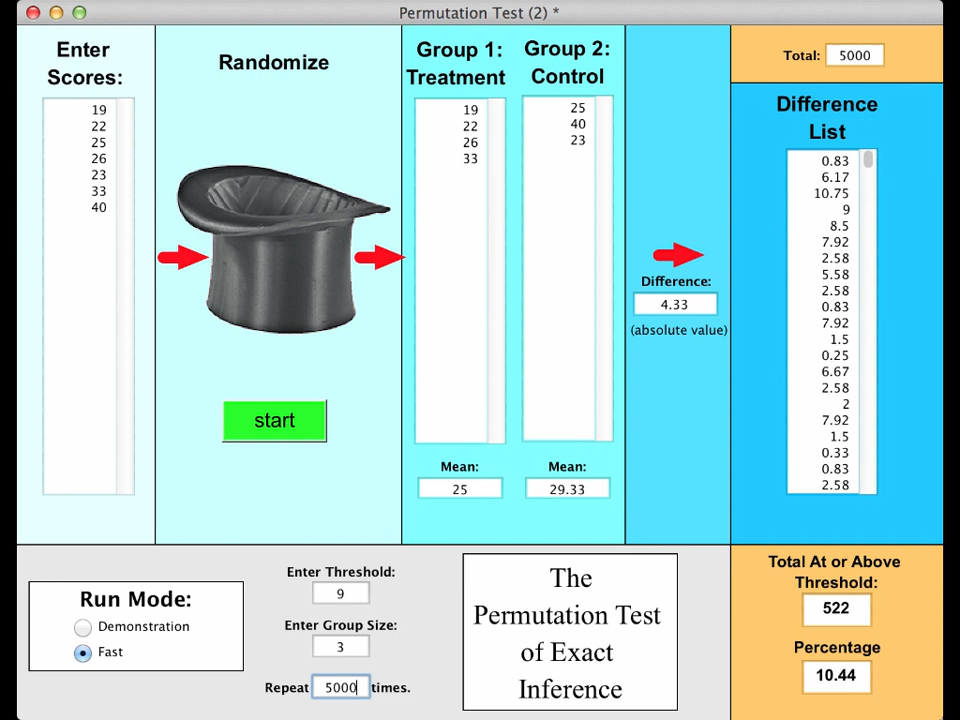 Permutation Test (2) *
Enter
Scores:
19
22
25
26
23
33
40
Randomize
start
Group 1:
Treatment
19
22
26
33
Mean:
25
Group 2:
Control
25
40
23
Mean:
29.33
Difference:
4.33
(absolute value)
Total: 5000
Difference
List
0.83
6.17
10.75
9
8.5
7.92
2.58
5.58
2.58
0.83
7.92
1.5
0.25
6.67
2.58
2
7.92
1.5
0.33
0.83
2.58
Run Mode:
Demonstration
Fast
Enter Threshold:
9
Enter Group Size:
3
Repeat 5000 times.
The
Permutation Test
of Exact
Inference
Total At or Above
Threshold:
522
Percentage
10.44